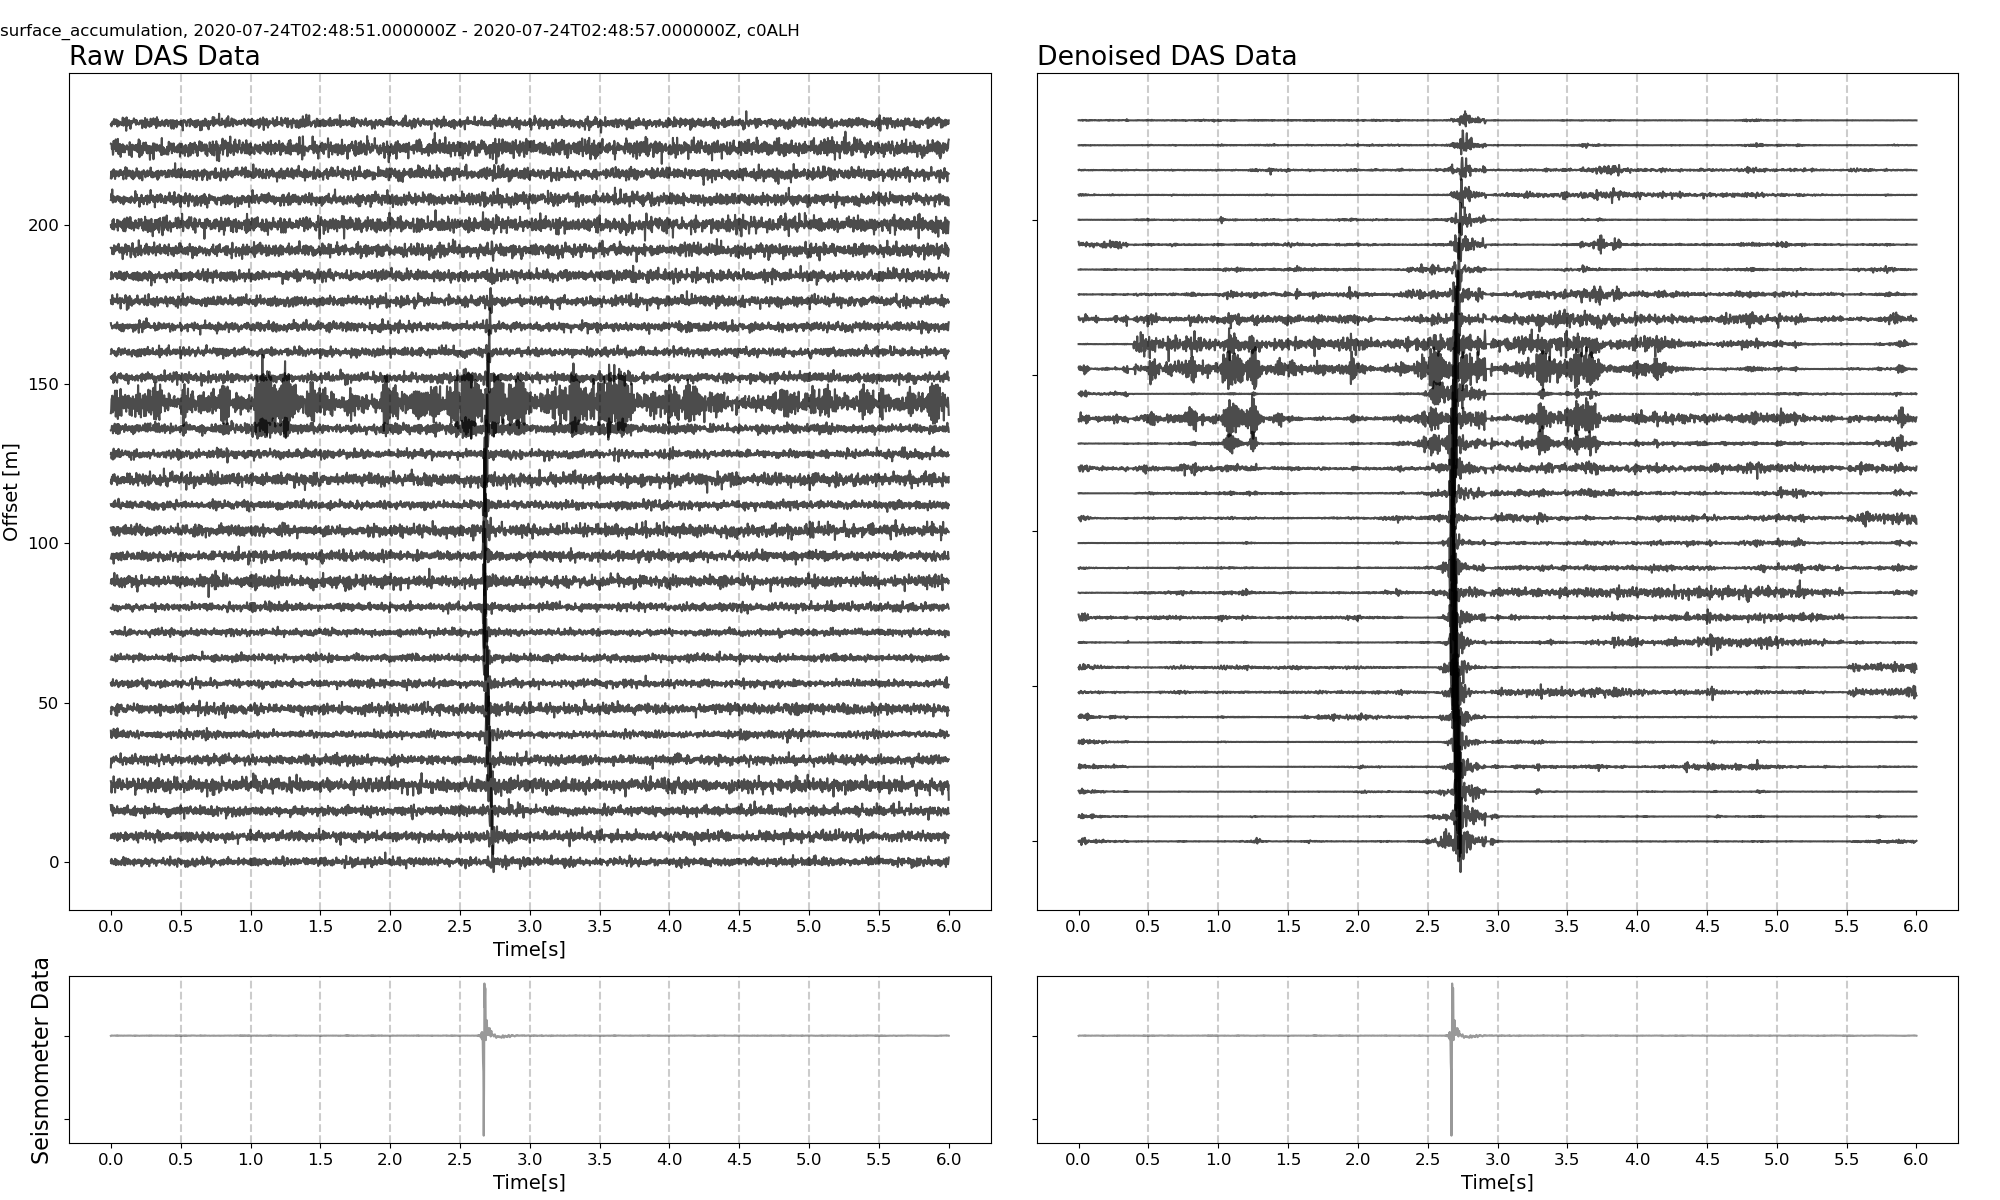 surface_accumulation, 2020-07-24T02:48:51.000000Z - 2020-07-24T02:48:57.000000Z, c0ALH
Raw DAS Data
Denoised DAS Data
Offset [m]
200
150
100
50
0
0.0 0.5 1.0 1.5 2.0 2.5 3.0 3.5 4.0 4.5 5.0 5.5 6.0
Time[s]
0.0 0.5 1.0 1.5 2.0 2.5 3.0 3.5 4.0 4.5 5.0 5.5 6.0
Seismometer Data
0.0 0.5 1.0 1.5 2.0 2.5 3.0 3.5 4.0 4.5 5.0 5.5 6.0
Time[s]
0.0 0.5 1.0 1.5 2.0 2.5 3.0 3.5 4.0 4.5 5.0 5.5 6.0
Time[s]